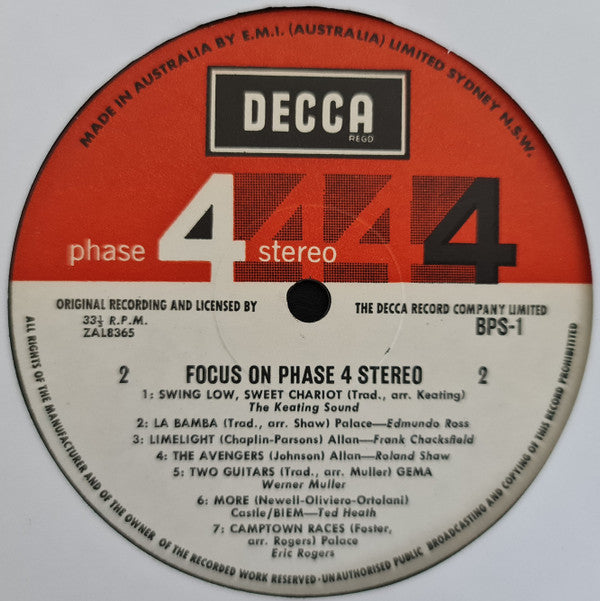 MADE IN AUSTRALIA BY E.M.I. (AUSTRALIA) LIMITED SYDNEY N.S.W.
DECCA
REGD
phase 4 stereo 4 4 4
ORIGINAL RECORDING AND LICENSED BY THE DECCA RECORD COMPANY LIMITED
33⅓ R.P.M. BPS-1
ZAL8365
2 FOCUS ON PHASE 4 STEREO 2
1: SWING LOW, SWEET CHARIOT (Trad., arr. Keating)
The Keating Sound
2: LA BAMBA (Trad., arr. Shaw) Palace—Edmundo Ross
3: LIMELIGHT (Chaplin-Parsons) Allan—Frank Chacksfield
4: THE AVENGERS (Johnson) Allan—Roland Shaw
5: TWO GUITARS (Trad., arr. Muller) GEMA
Werner Muller
6: MORE (Newell-Oliviero-Ortolani)
Castle/BIEM—Ted Heath
7: CAMPTOWN RACES (Foster,
arr. Rogers) Palace
Eric Rogers
ALL RIGHTS OF THE MANUFACTURER AND OF THE OWNER OF THE RECORDED WORK RESERVED·UNAUTHORISED PUBLIC BROADCASTING AND COPYING OF THIS RECORD PROHIBITED